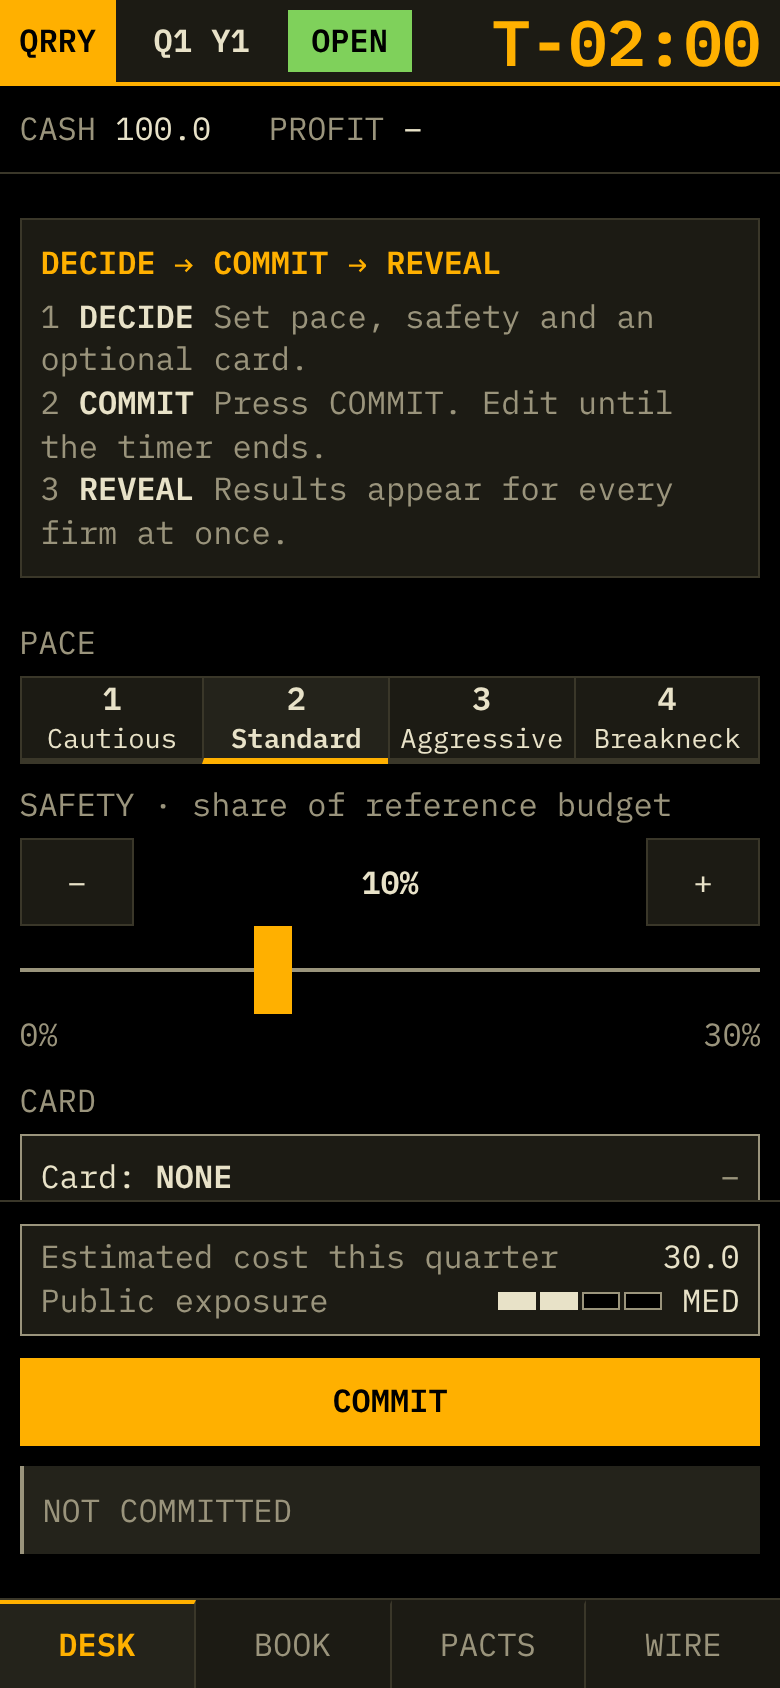 QRRY Q1 Y1 OPEN T-02:00
CASH 100.0 PROFIT –
DECIDE → COMMIT → REVEAL
1 DECIDE Set pace, safety and an
optional card.
2 COMMIT Press COMMIT. Edit until
the timer ends.
3 REVEAL Results appear for every
firm at once.
PACE
1 2 3 4
Cautious Standard Aggressive Breakneck
SAFETY · share of reference budget
– 10% +
0% 30%
CARD
Card: NONE –
Estimated cost this quarter 30.0
Public exposure MED
COMMIT
NOT COMMITTED
DESK BOOK PACTS WIRE